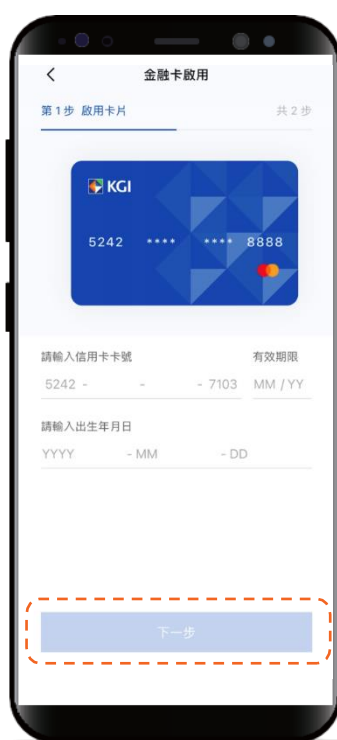 金融卡啟用
第1步 啟用卡片 共2步
KGI
5242 **** **** 8888
請輸入信用卡卡號 有效期限
5242 - - - 7103 MM / YY
請輸入出生年月日
YYYY - MM - DD
下一步